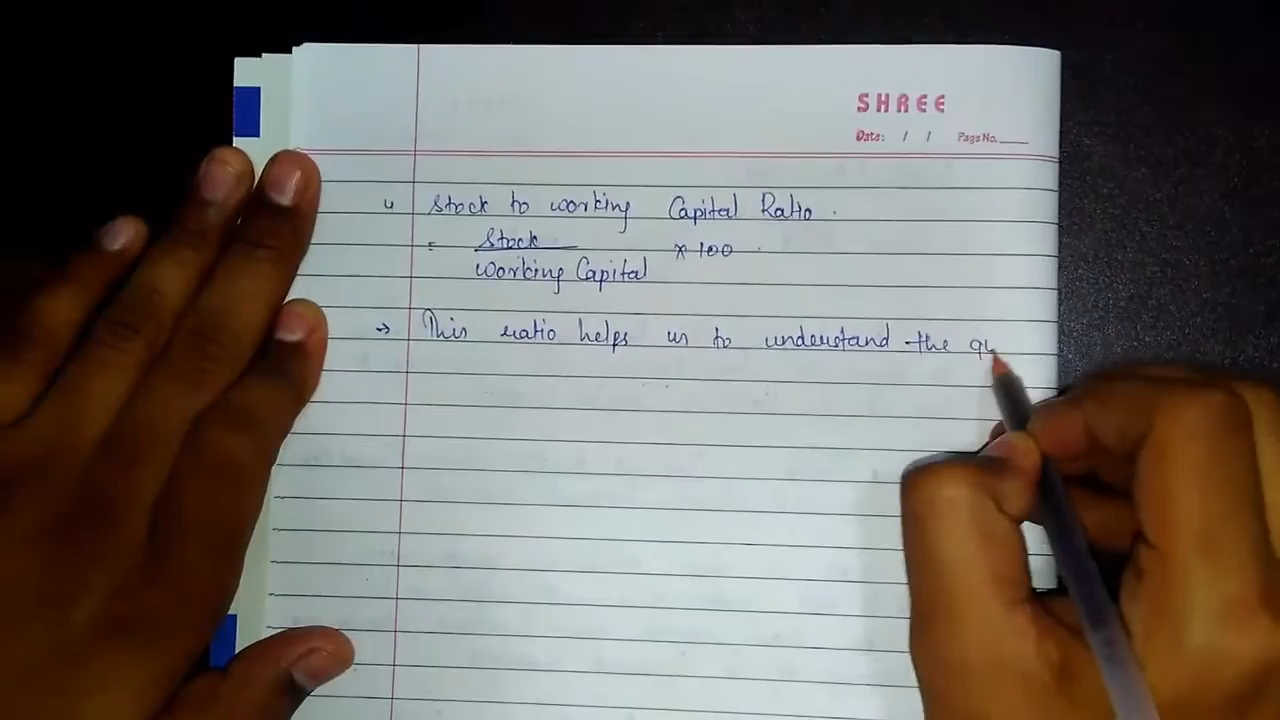 SHREE
Date: / / Page No.
4 Stock to working Capital Ratio.
= Stock
Working Capital × 100
→ This ratio helps us to understand the qu